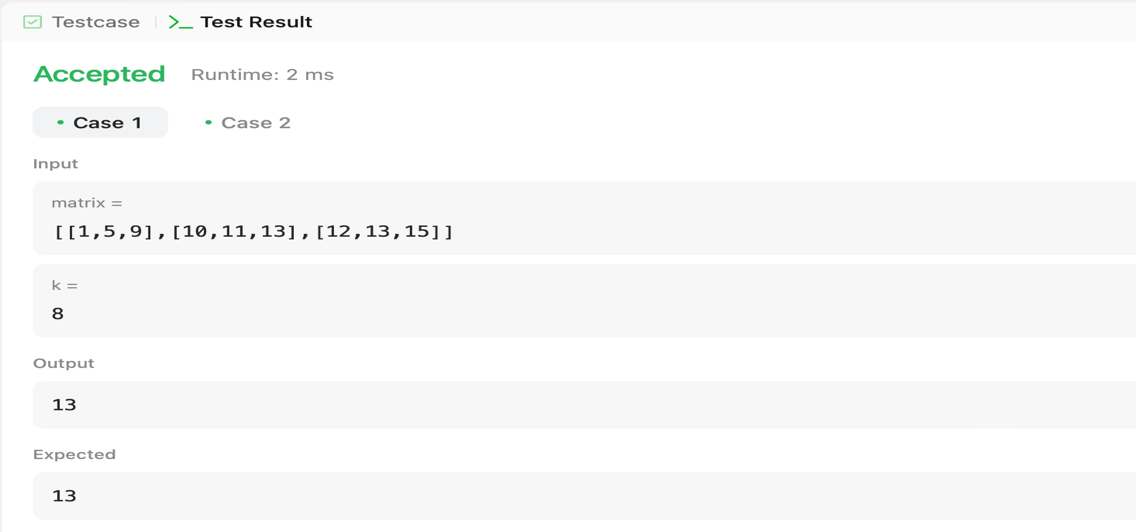 Testcase
>_ Test Result
Accepted Runtime: 2 ms
• Case 1 • Case 2
Input
matrix =
[[1,5,9],[10,11,13],[12,13,15]]
k =
8
Output
13
Expected
13